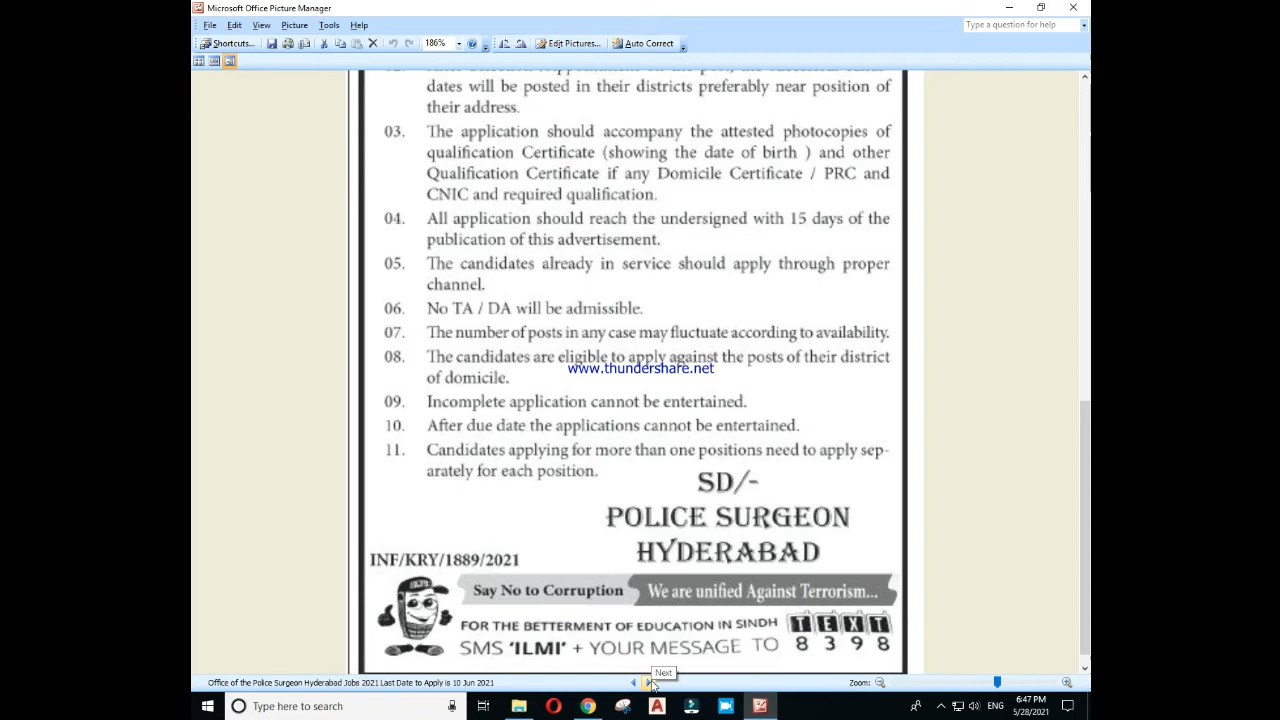 Microsoft Office Picture Manager
File Edit View Picture Tools Help
Type a question for help
Shortcuts...
186%
Edit Pictures...
Auto Correct
dates will be posted in their districts preferably near position of
their address.
03. The application should accompany the attested photocopies of
qualification Certificate (showing the date of birth ) and other
Qualification Certificate if any Domicile Certificate / PRC and
CNIC and required qualification.
04. All application should reach the undersigned with 15 days of the
publication of this advertisement.
05. The candidates already in service should apply through proper
channel.
06. No TA / DA will be admissible.
07. The number of posts in any case may fluctuate according to availability.
08. The candidates are eligible to apply against the posts of their district
www.thundershare.net
of domicile.
09. Incomplete application cannot be entertained.
10. After due date the applications cannot be entertained.
11. Candidates applying for more than one positions need to apply sep-
arately for each position.
SD/-
POLICE SURGEON
HYDERABAD
INF/KRY/1889/2021
Say No to Corruption We are unified Against Terrorism...
FOR THE BETTERMENT OF EDUCATION IN SINDH TEXT
SMS 'ILMI' + YOUR MESSAGE TO 8398
Next
Office of the Police Surgeon Hyderabad Jobs 2021 Last Date to Apply is 10 Jun 2021
Zoom:
Type here to search
ENG
6:47 PM
5/28/2021